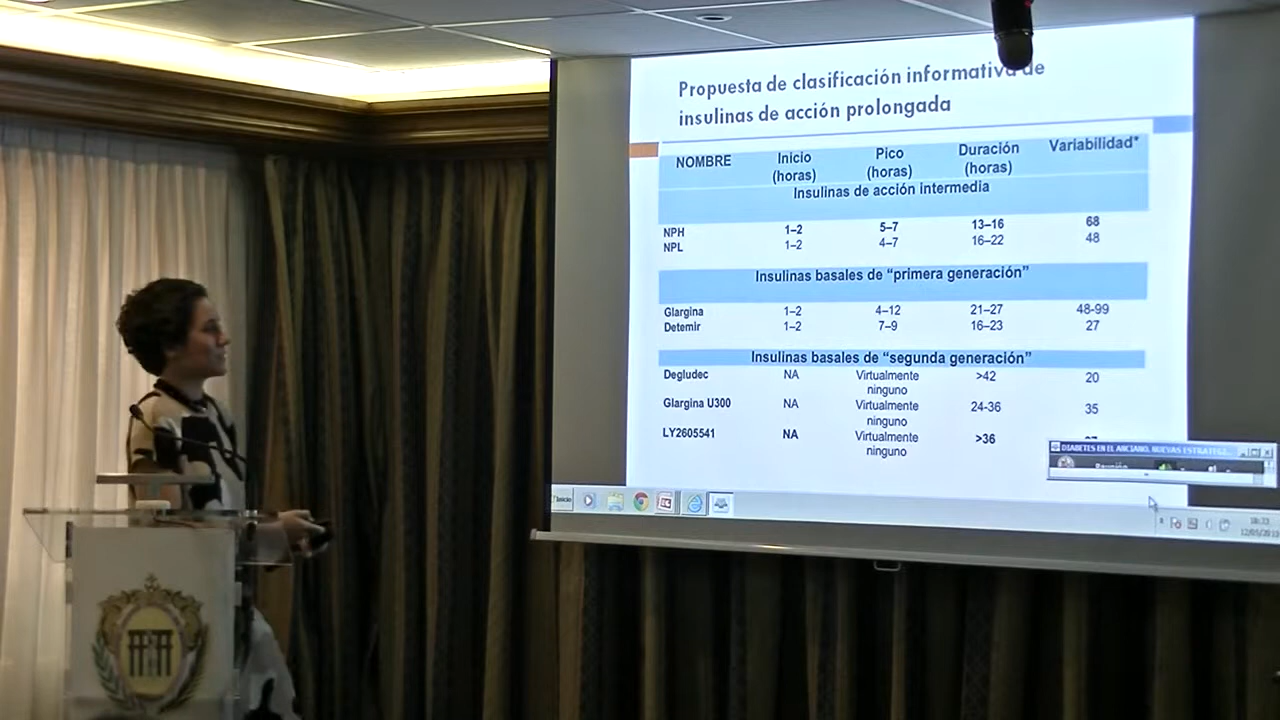 Propuesta de clasificación informativa de
insulinas de acción prolongada
NOMBRE Inicio (horas) Pico (horas) Duración (horas) Variabilidad*
Insulinas de acción intermedia
NPH 1–2 5–7 13–16 68
NPL 1–2 4–7 16–22 48
Insulinas basales de “primera generación”
Glargina 1–2 4–12 21–27 48-99
Detemir 1–2 7–9 16–23 27
Insulinas basales de “segunda generación”
Degludec NA Virtualmente ninguno >42 20
Glargina U300 NA Virtualmente ninguno 24-36 35
LY2605541 NA Virtualmente ninguno >36
DIABETES EN EL ANCIANO, NUEVAS ESTRATEG...
Inicio
18:33